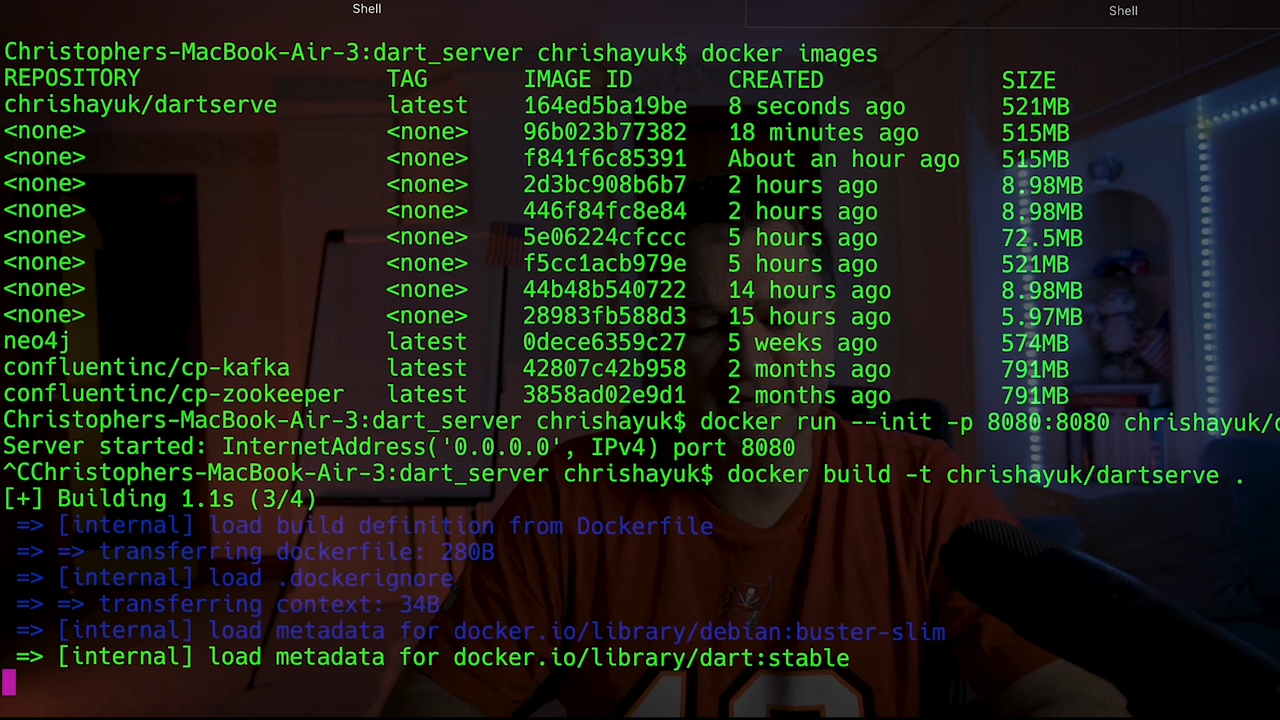 Shell
Shell
Christophers-MacBook-Air-3:dart_server chrishayuk$ docker images
REPOSITORY TAG IMAGE ID CREATED SIZE
chrishayuk/dartserve latest 164ed5ba19be 8 seconds ago 521MB
<none> <none> 96b023b77382 18 minutes ago 515MB
<none> <none> f841f6c85391 About an hour ago 515MB
<none> <none> 2d3bc908b6b7 2 hours ago 8.98MB
<none> <none> 446f84fc8e84 2 hours ago 8.98MB
<none> <none> 5e06224cfccc 5 hours ago 72.5MB
<none> <none> f5cc1acb979e 5 hours ago 521MB
<none> <none> 44b48b540722 14 hours ago 8.98MB
<none> <none> 28983fb588d3 15 hours ago 5.97MB
neo4j latest 0dece6359c27 5 weeks ago 574MB
confluentinc/cp-kafka latest 42807c42b958 2 months ago 791MB
confluentinc/cp-zookeeper latest 3858ad02e9d1 2 months ago 791MB
Christophers-MacBook-Air-3:dart_server chrishayuk$ docker run --init -p 8080:8080 chrishayuk/
Server started: InternetAddress('0.0.0.0', IPv4) port 8080
^CChristophers-MacBook-Air-3:dart_server chrishayuk$ docker build -t chrishayuk/dartserve .
[+] Building 1.1s (3/4)
=> [internal] load build definition from Dockerfile
=> => transferring dockerfile: 280B
=> [internal] load .dockerignore
=> => transferring context: 34B
=> [internal] load metadata for docker.io/library/debian:buster-slim
=> [internal] load metadata for docker.io/library/dart:stable